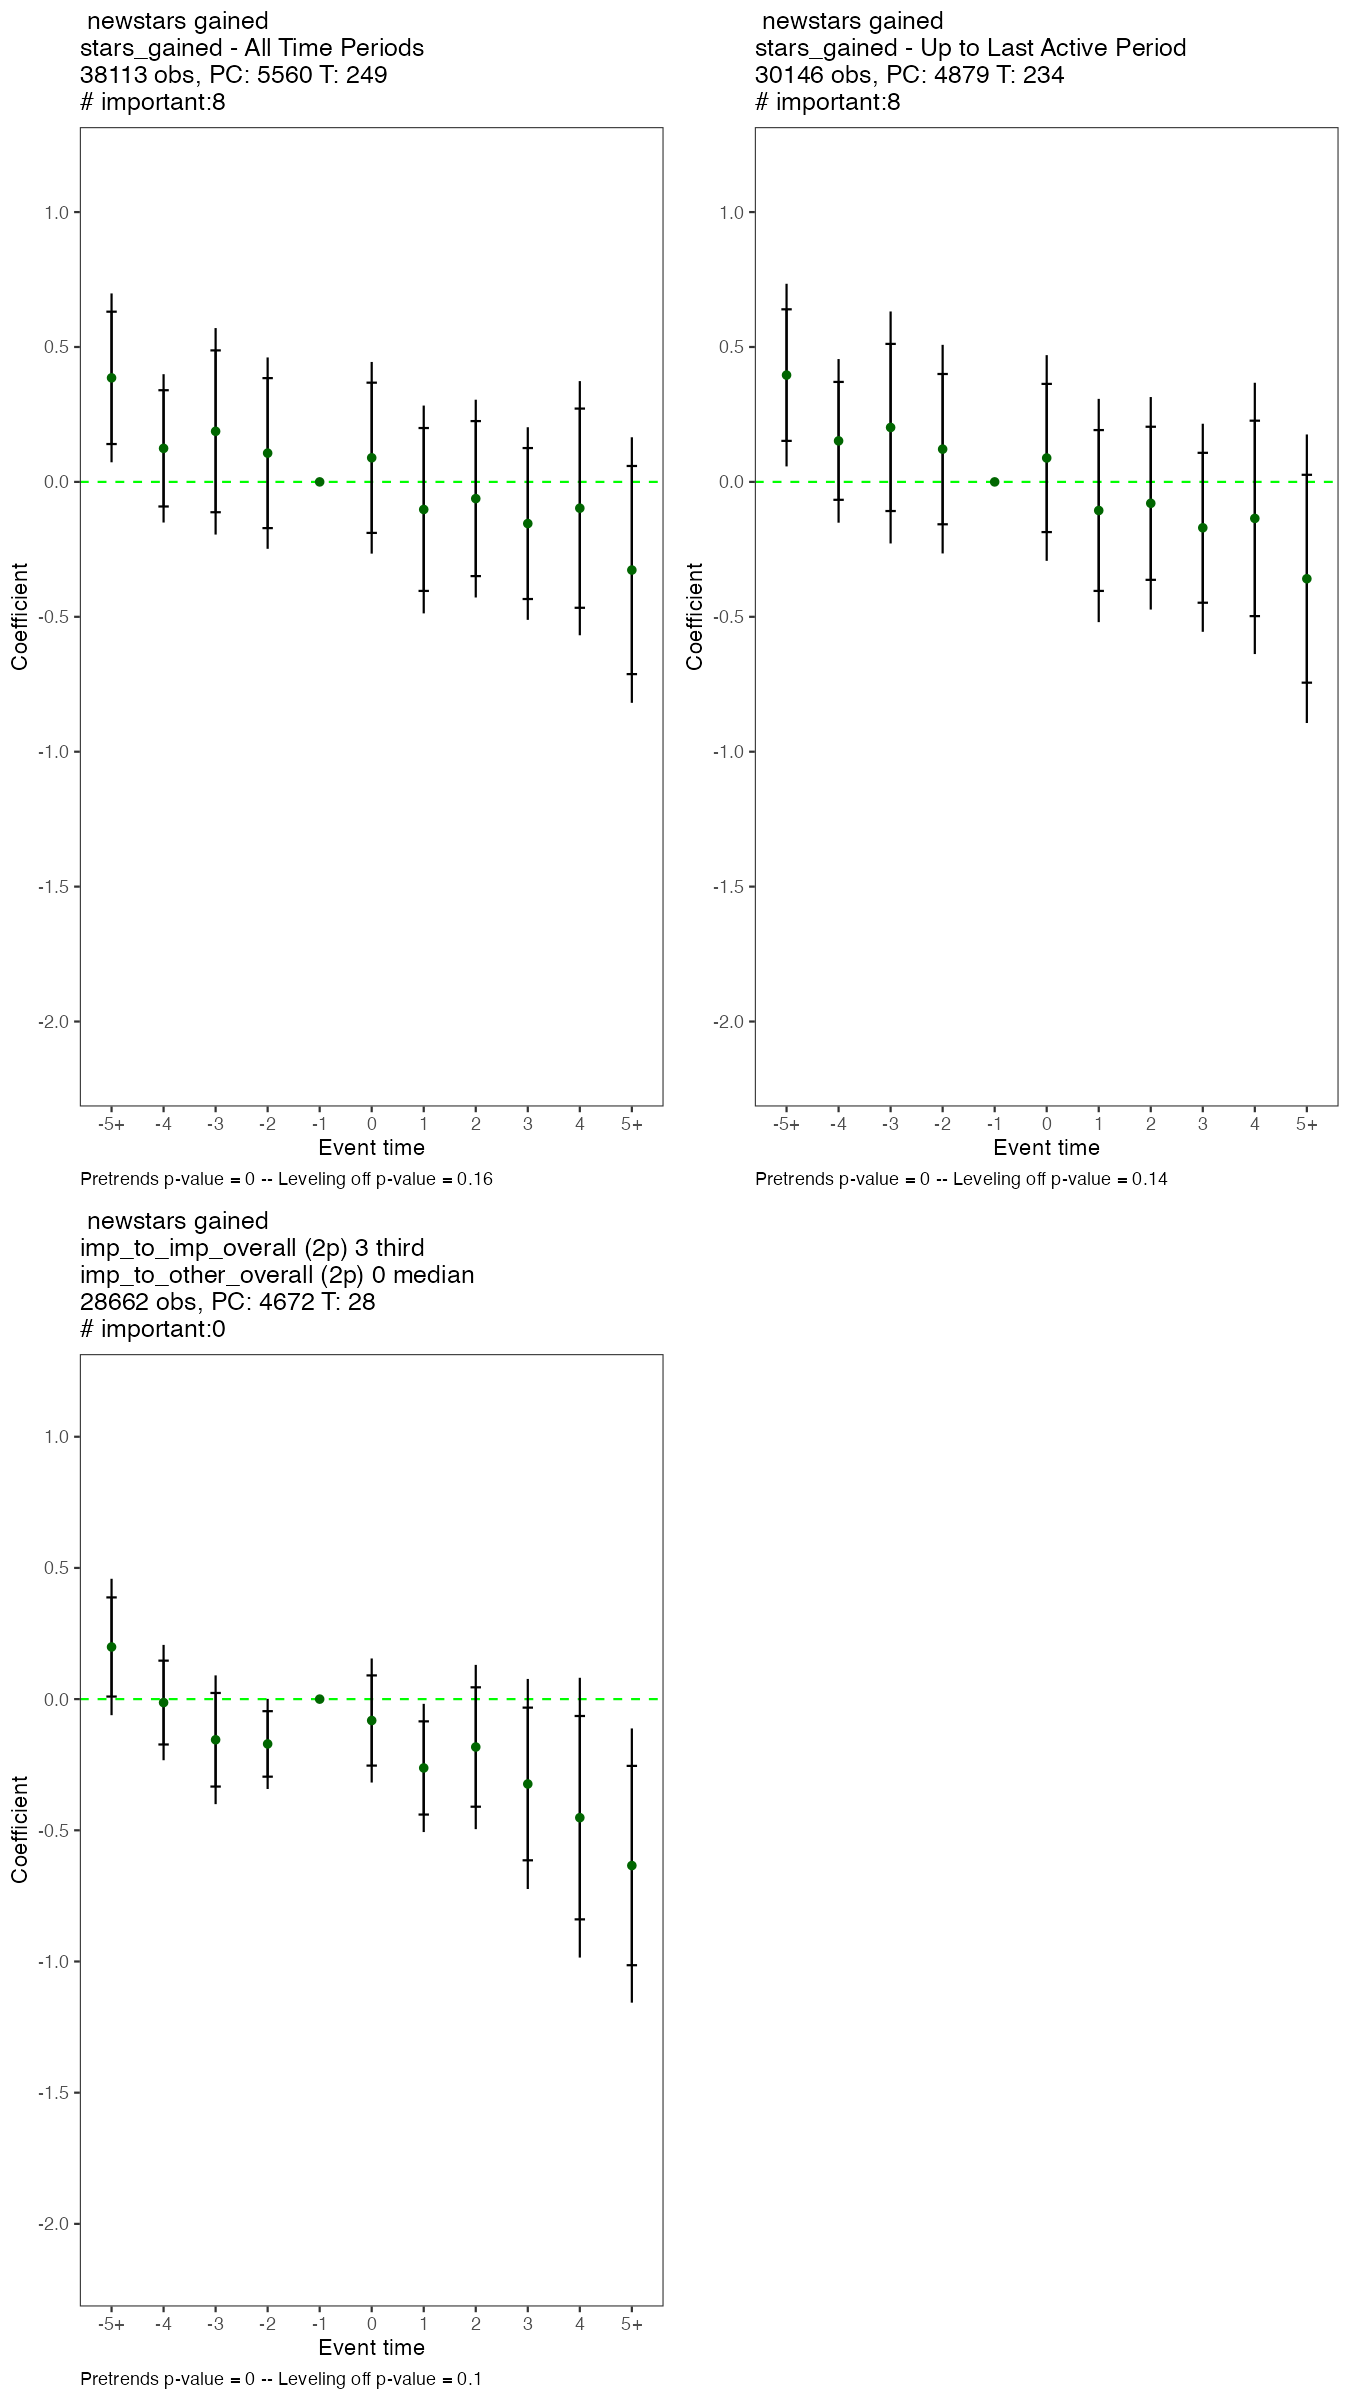 newstars gained
stars_gained - All Time Periods
38113 obs, PC: 5560 T: 249
# important:8
1.0
0.5
0.0
-0.5
-1.0
-1.5
-2.0
Coefficient
-5+ -4 -3 -2 -1 0 1 2 3 4 5+
Event time
Pretrends p-value = 0 -- Leveling off p-value = 0.16
newstars gained
stars_gained - Up to Last Active Period
30146 obs, PC: 4879 T: 234
# important:8
1.0
0.5
0.0
-0.5
-1.0
-1.5
-2.0
Coefficient
-5+ -4 -3 -2 -1 0 1 2 3 4 5+
Event time
Pretrends p-value = 0 -- Leveling off p-value = 0.14
newstars gained
imp_to_imp_overall (2p) 3 third
imp_to_other_overall (2p) 0 median
28662 obs, PC: 4672 T: 28
# important:0
1.0
0.5
0.0
-0.5
-1.0
-1.5
-2.0
Coefficient
-5+ -4 -3 -2 -1 0 1 2 3 4 5+
Event time
Pretrends p-value = 0 -- Leveling off p-value = 0.1